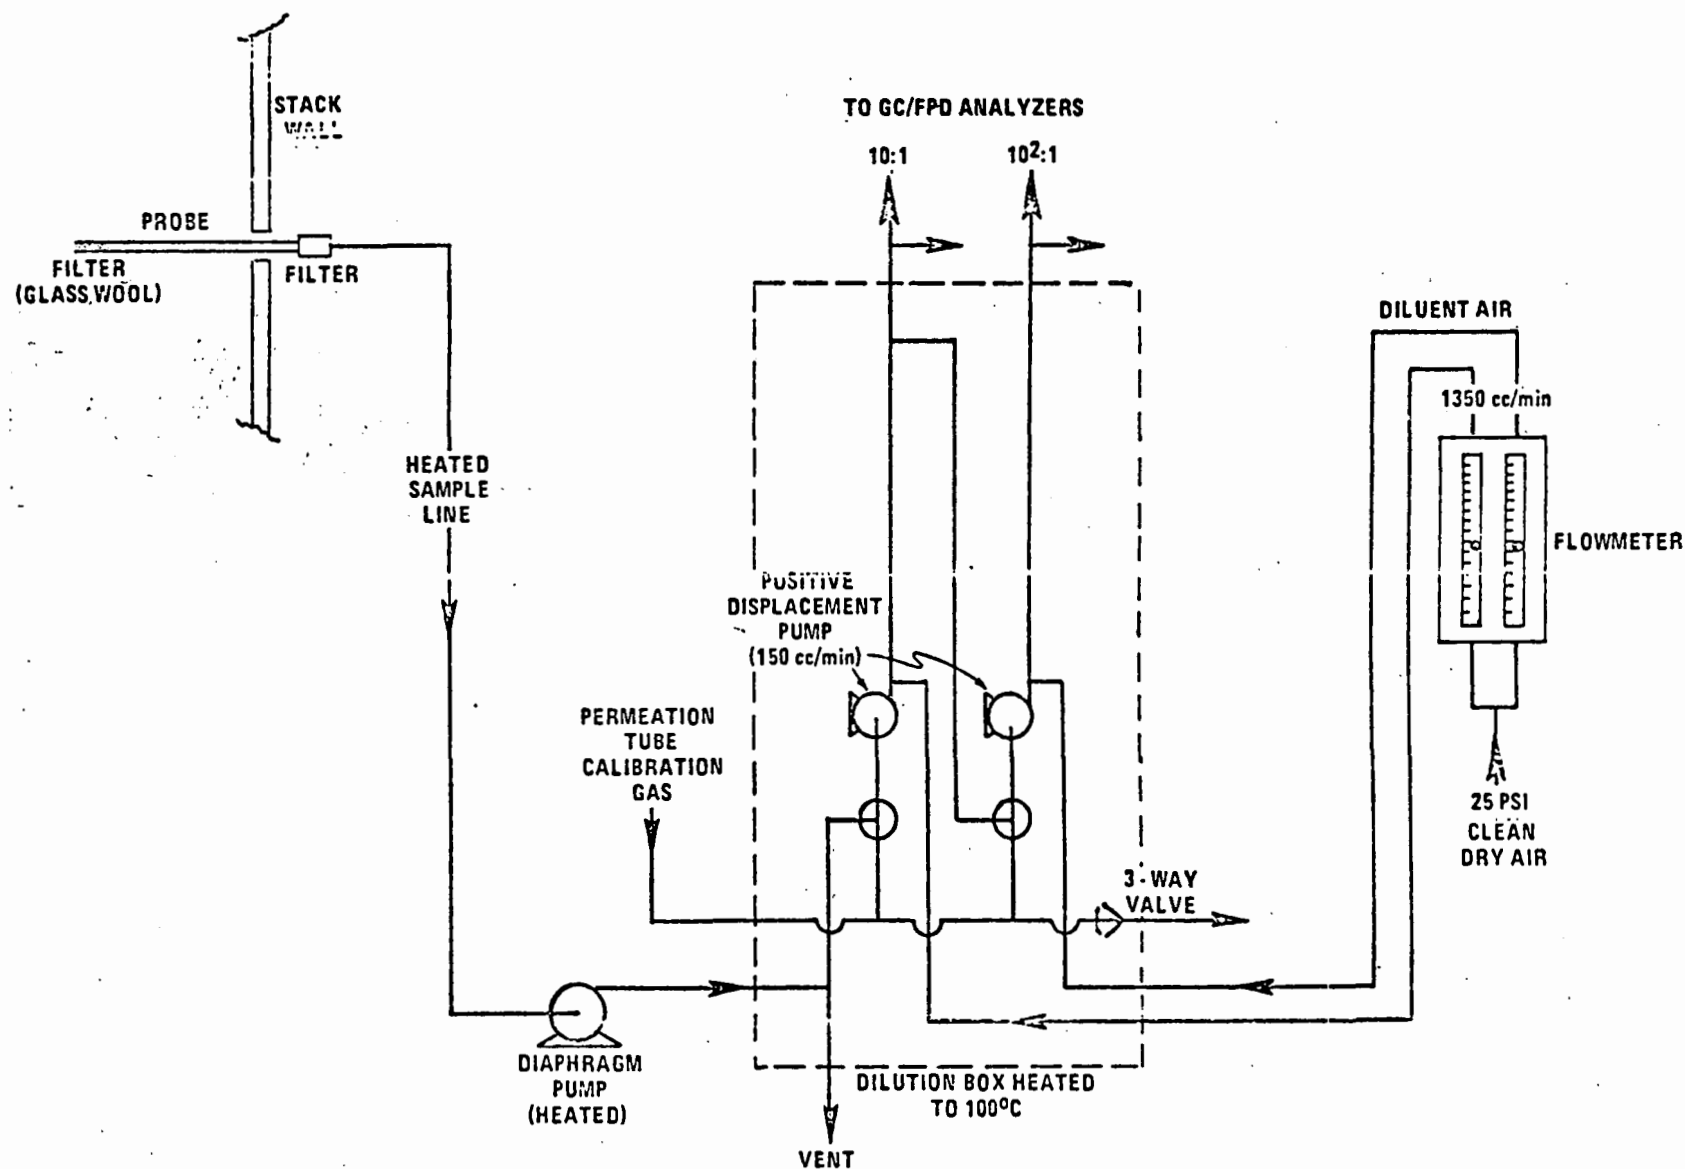 STACK
WALL
PROBE
FILTER
(GLASS WOOL)
FILTER
HEATED
SAMPLE
LINE
TO GC/FPD ANALYZERS
10:1
10²:1
DILUENT AIR
1350 cc/min
FLOWMETER
25 PSI
CLEAN
DRY AIR
POSITIVE
DISPLACEMENT
PUMP
(150 cc/min)
PERMEATION
TUBE
CALIBRATION
GAS
3-WAY
VALVE
DIAPHRAGM
PUMP
(HEATED)
DILUTION BOX HEATED
TO 100°C
VENT